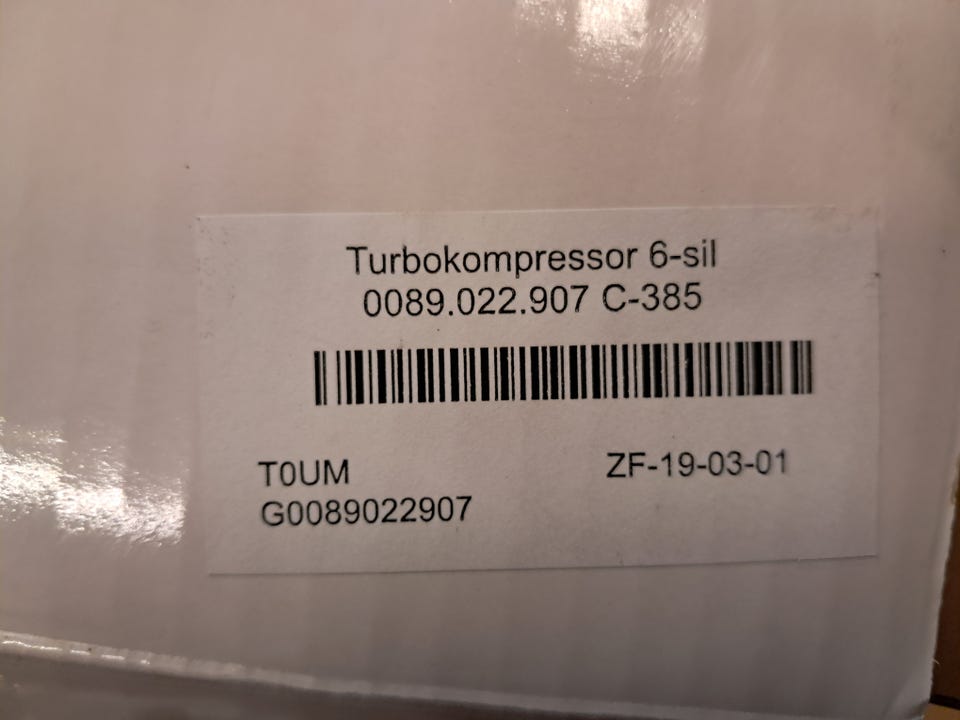 Turbokompressor 6-sil
0089.022.907 C-385
T0UM
ZF-19-03-01
G0089022907